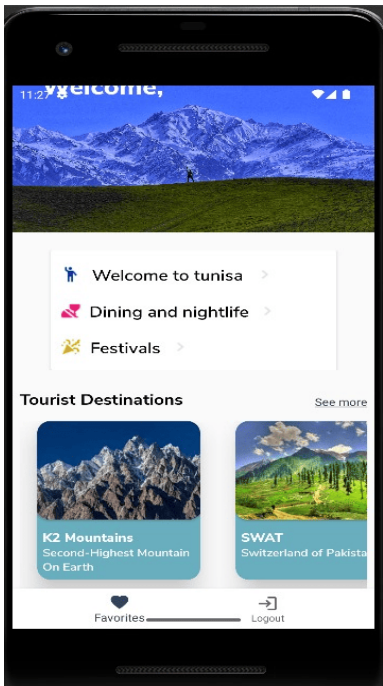 Welcome,
11:27
Welcome to tunisa
Dining and nightlife
Festivals
Tourist Destinations
See more
K2 Mountains
Second-Highest Mountain
On Earth
SWAT
Switzerland of Pakista
Favorites
Logout